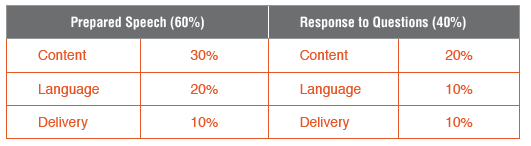 Prepared Speech (60%) Response to Questions (40%)
Content 30% Content 20%
Language 20% Language 10%
Delivery 10% Delivery 10%